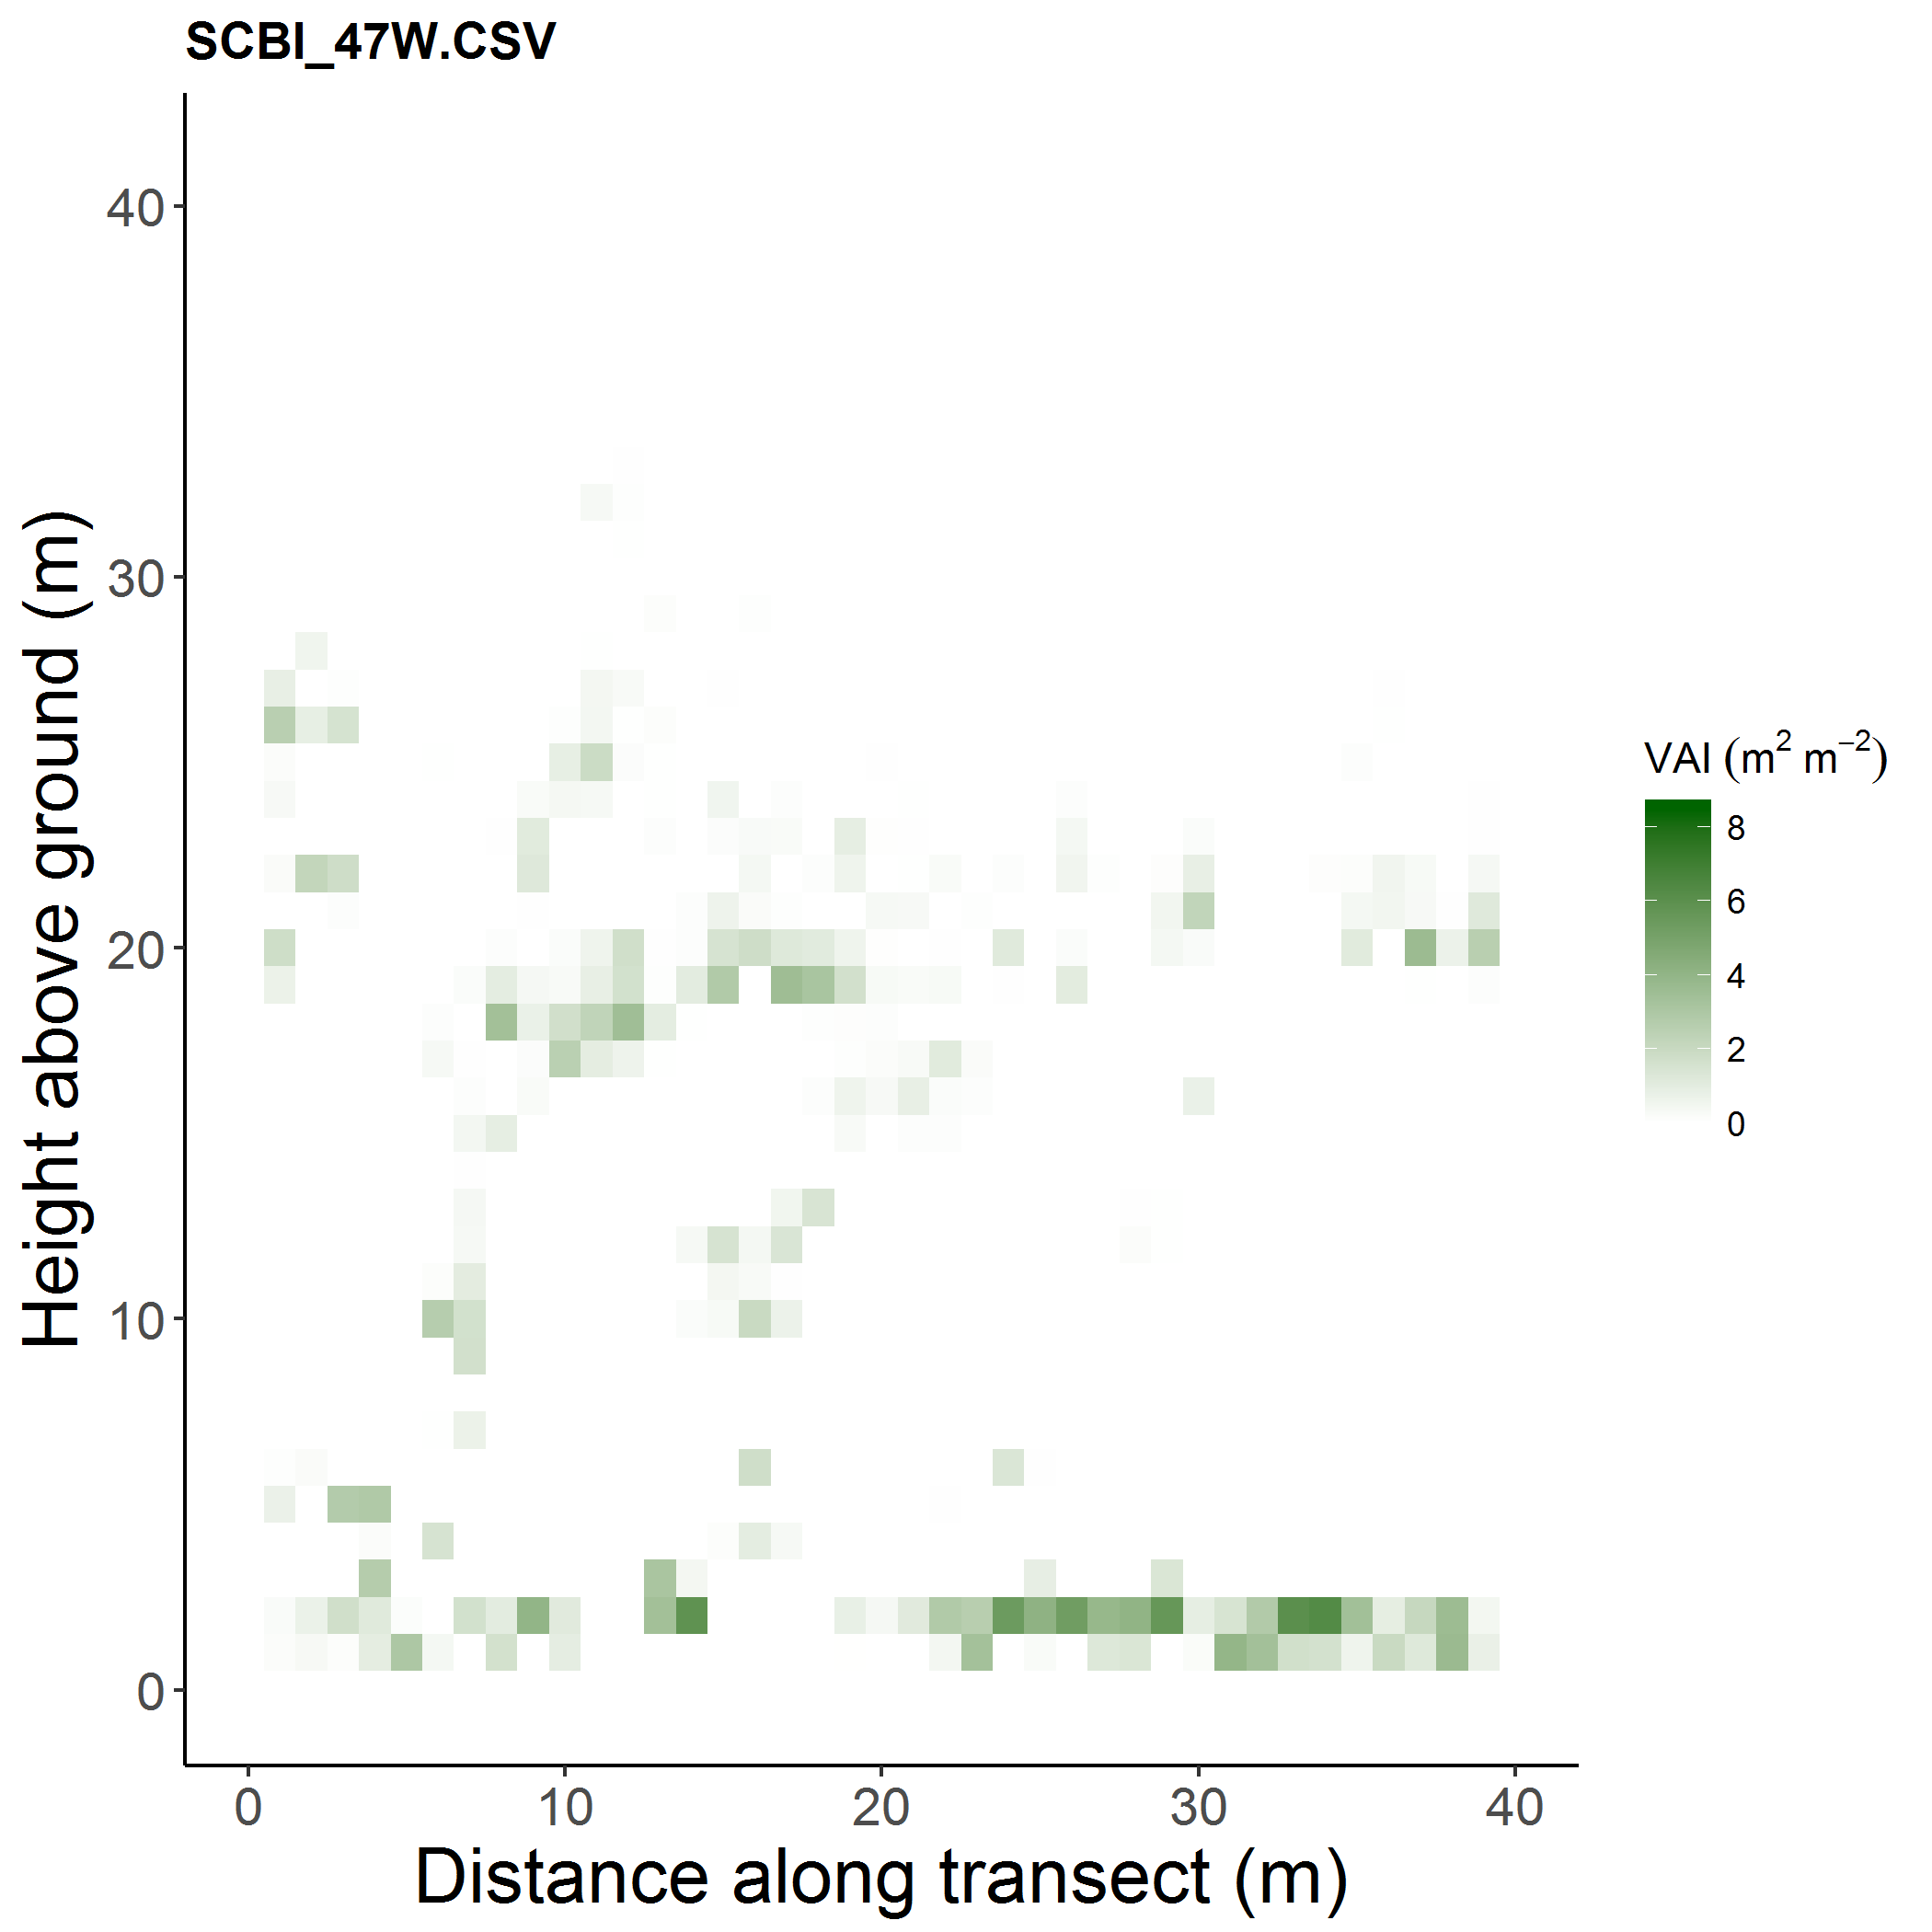 SCBI_47W.CSV
Height above ground (m)
40
30
20
10
0
0 10 20 30 40
Distance along transect (m)
VAI (m² m⁻²)
8
6
4
2
0